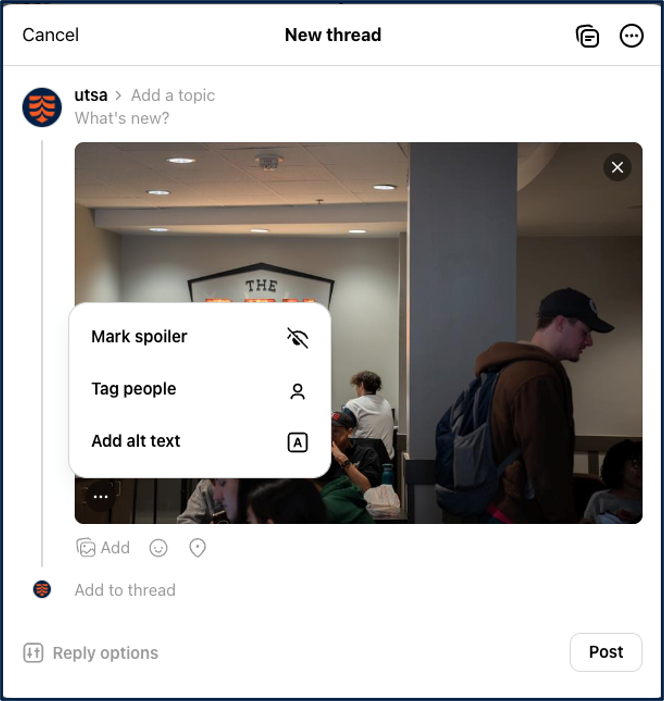 Cancel
New thread
utsa > Add a topic
What's new?
THE
Mark spoiler
Tag people
Add alt text
Add
Add to thread
Reply options
Post